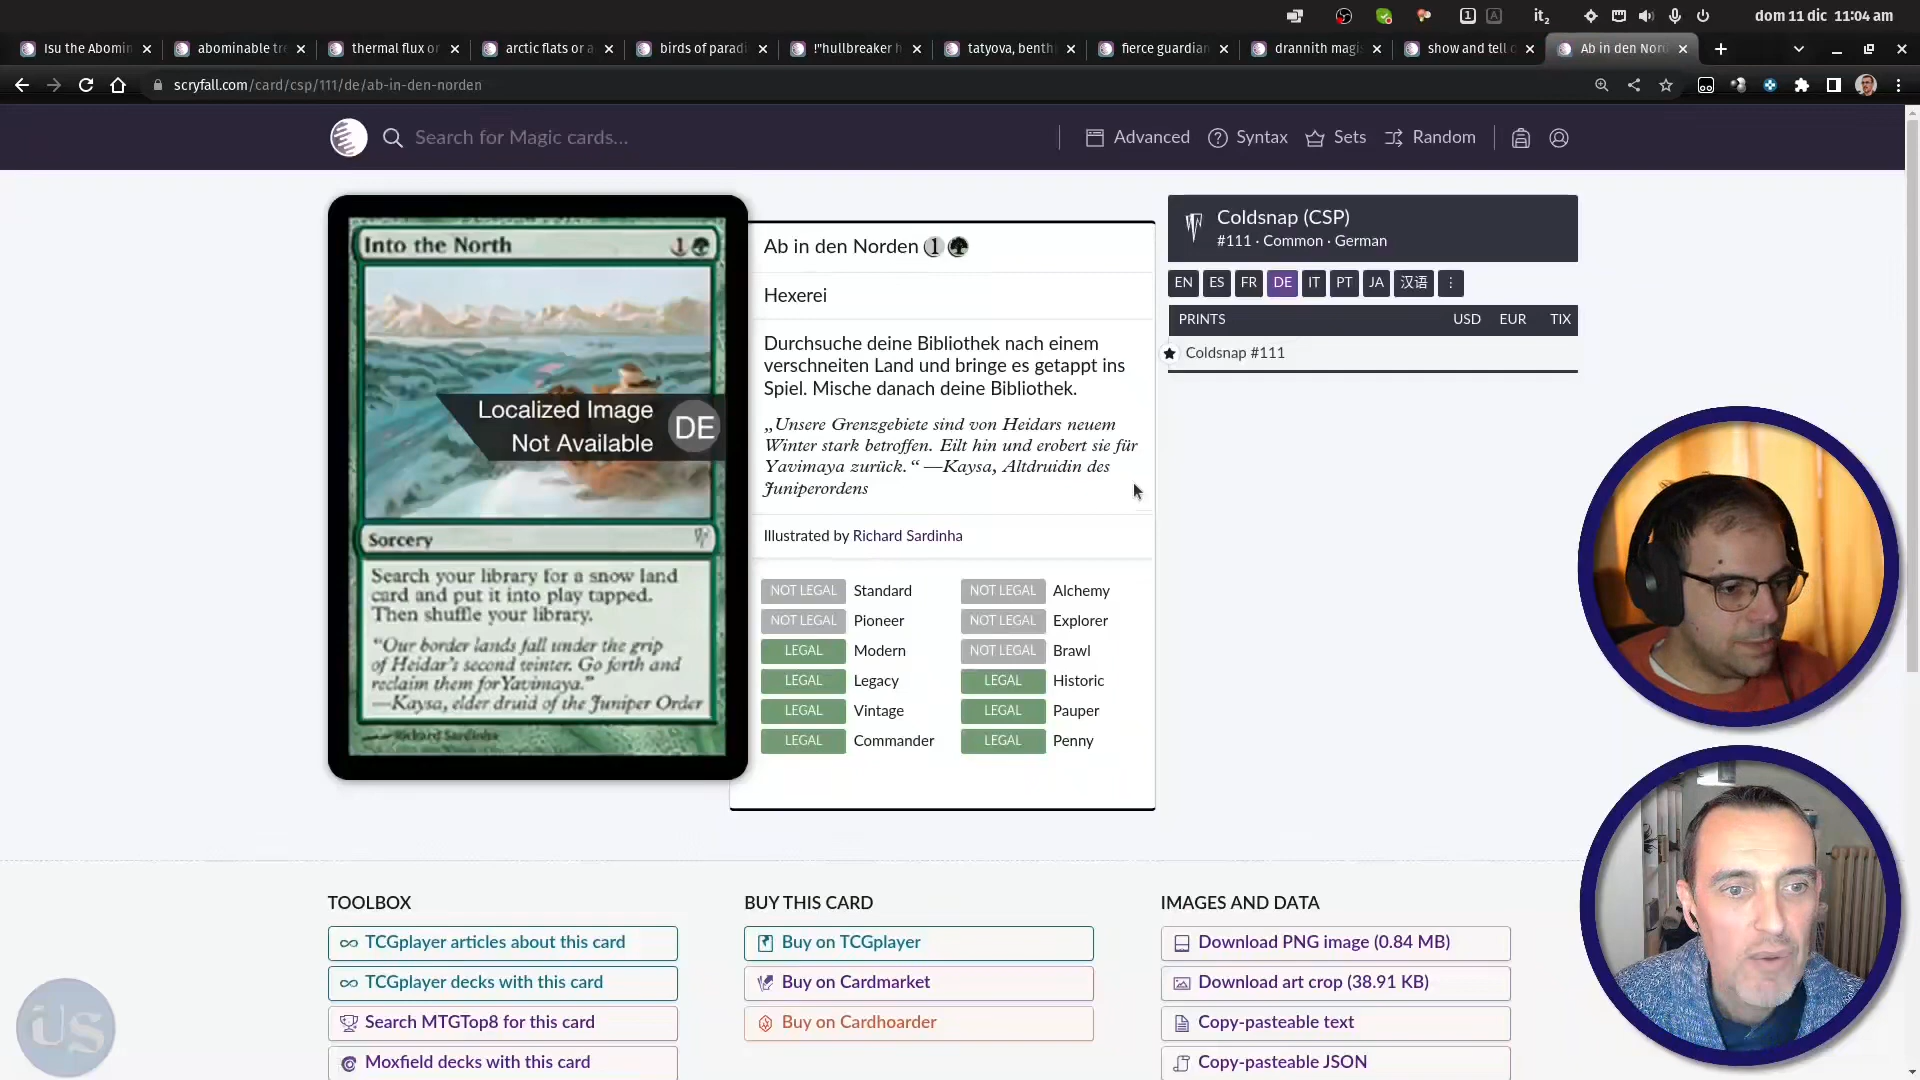 it₂
dom 11 dic 11:04 am
Isu the Abomin
abominable tre
thermal flux or
arctic flats or a
birds of paradi
!"hullbreaker h
tatyova, benth
fierce guardian
drannith magis
show and tell o
Ab in den Nord
scryfall.com/card/csp/111/de/ab-in-den-norden
Search for Magic cards...
Advanced
Syntax
Sets
Random
Into the North 1
Localized Image
Not Available
DE
Sorcery
Search your library for a snow land
card and put it into play tapped.
Then shuffle your library.
“Our border lands fall under the grip
of Heidar’s second winter. Go forth and
reclaim them for Yavimaya.”
—Kaysa, elder druid of the Juniper Order
Richard Sardinha
Ab in den Norden 1
Hexerei
Durchsuche deine Bibliothek nach einem
verschneiten Land und bringe es getappt ins
Spiel. Mische danach deine Bibliothek.
„Unsere Grenzgebiete sind von Heidars neuem
Winter stark betroffen. Eilt hin und erobert sie für
Yavimaya zurück.“ —Kaysa, Altdruidin des
Juniperordens
Illustrated by Richard Sardinha
NOT LEGAL Standard NOT LEGAL Alchemy
NOT LEGAL Pioneer NOT LEGAL Explorer
LEGAL Modern NOT LEGAL Brawl
LEGAL Legacy LEGAL Historic
LEGAL Vintage LEGAL Pauper
LEGAL Commander LEGAL Penny
Coldsnap (CSP)
#111 · Common · German
EN ES FR DE IT PT JA 汉语 ⋮
PRINTS USD EUR TIX
Coldsnap #111
TOOLBOX
TCGplayer articles about this card
TCGplayer decks with this card
Search MTGTop8 for this card
Moxfield decks with this card
BUY THIS CARD
Buy on TCGplayer
Buy on Cardmarket
Buy on Cardhoarder
IMAGES AND DATA
Download PNG image (0.84 MB)
Download art crop (38.91 KB)
Copy-pasteable text
Copy-pasteable JSON
us